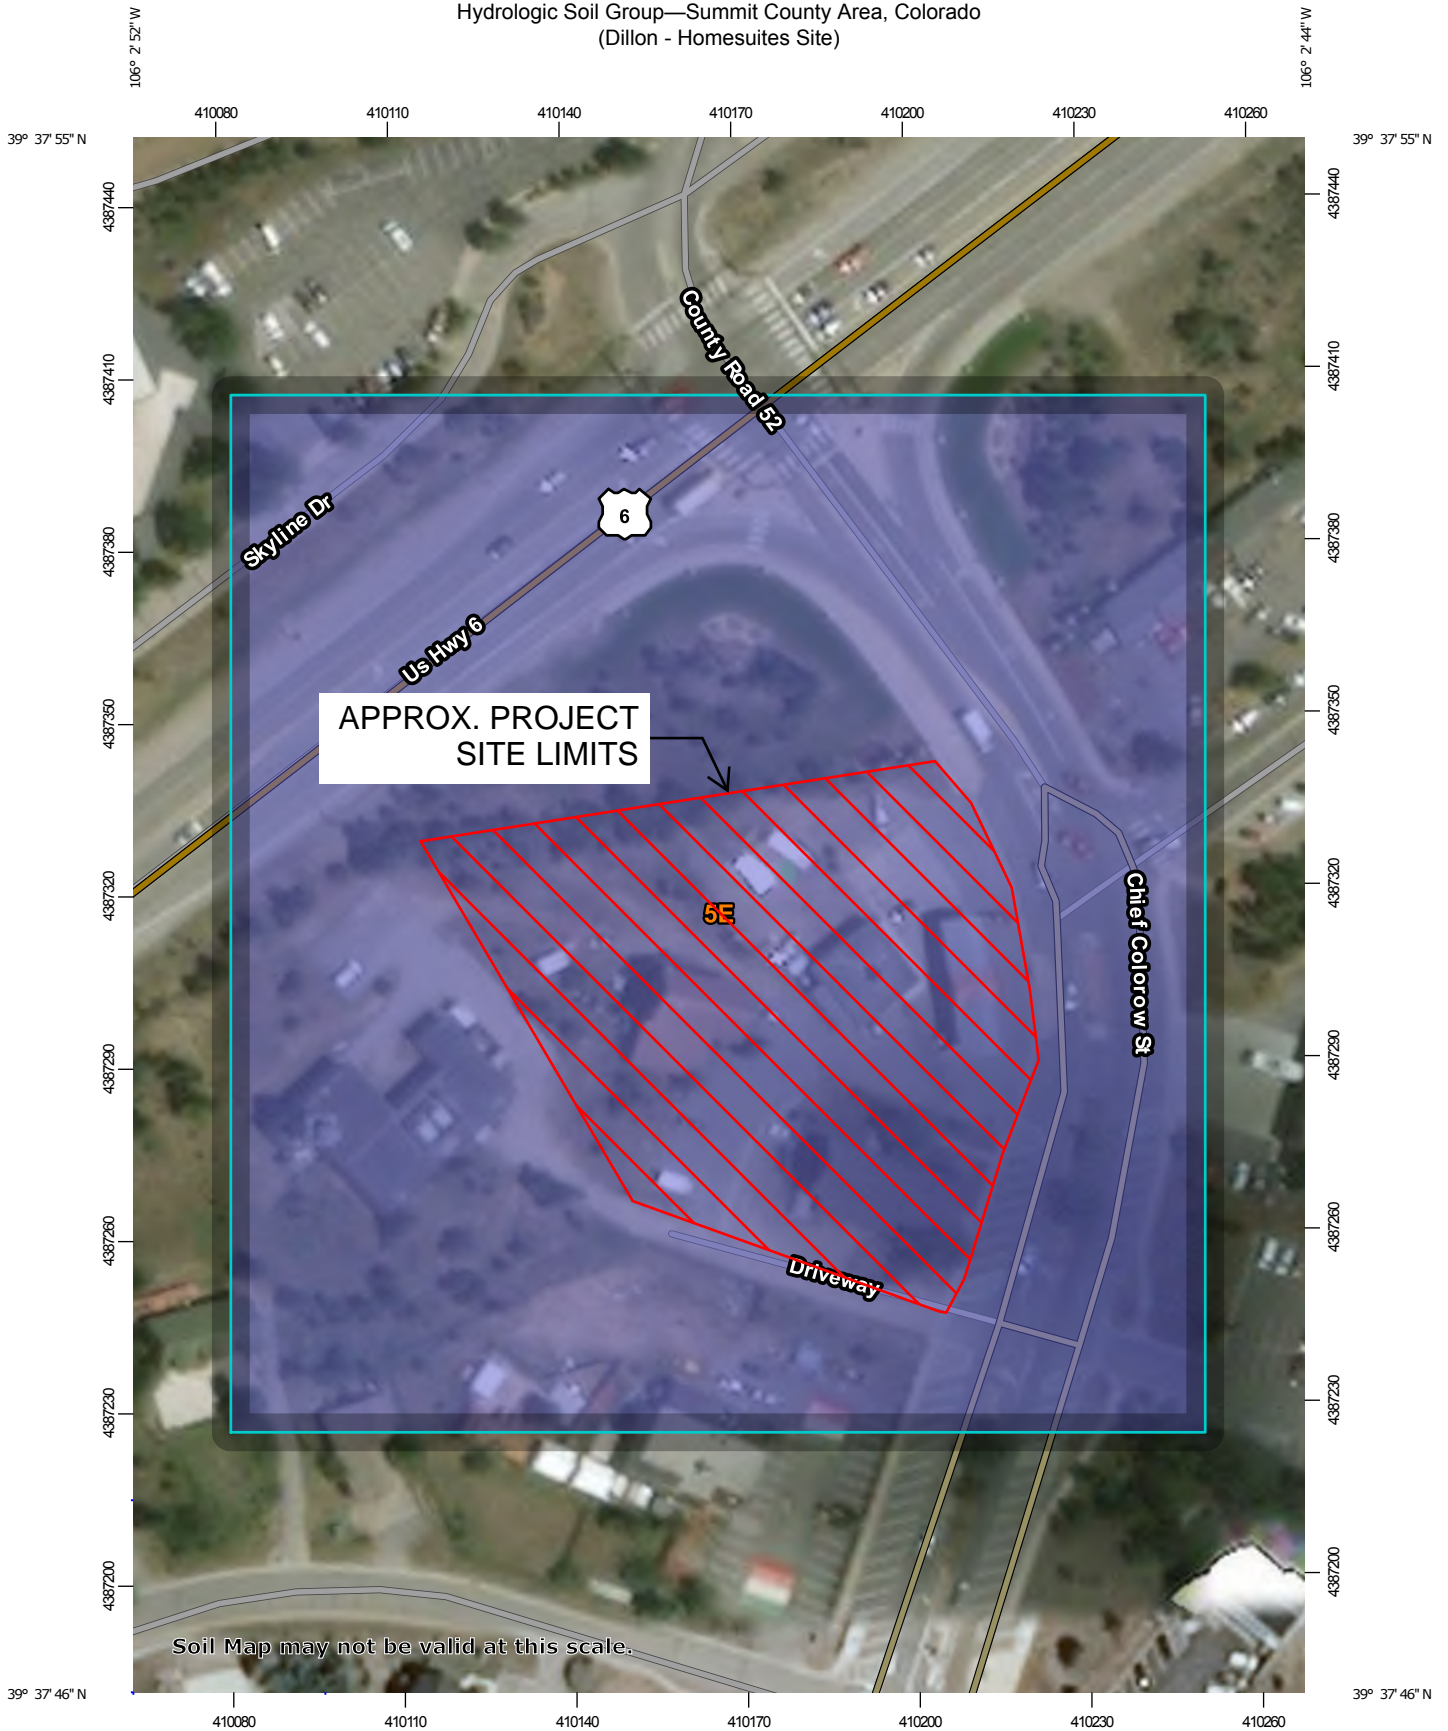 Hydrologic Soil Group—Summit County Area, Colorado
(Dillon - Homesuites Site)
106° 2' 52" W
106° 2' 44" W
410080 410110 410140 410170 410200 410230 410260
39° 37' 55" N
39° 37' 55" N
4387440
4387440
County Road 52
4387410
4387410
Skyline Dr
6
4387380
4387380
Us Hwy 6
APPROX. PROJECT
SITE LIMITS
4387350
4387350
5E
4387320
4387320
Chief Colorow St
4387290
4387290
4387260
4387260
Driveway
4387230
4387230
4387200
4387200
Soil Map may not be valid at this scale.
39° 37' 46" N
39° 37' 46" N
410080 410110 410140 410170 410200 410230 410260